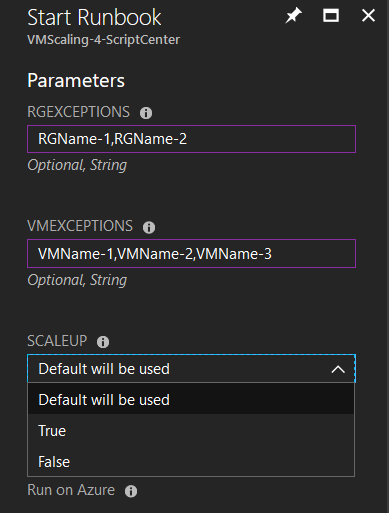 Start Runbook
VMScaling-4-ScriptCenter
Parameters
RGEXCEPTIONS
RGName-1,RGName-2
Optional, String
VMEXCEPTIONS
VMName-1,VMName-2,VMName-3
Optional, String
SCALEUP
Default will be used
Default will be used
True
False
Run on Azure